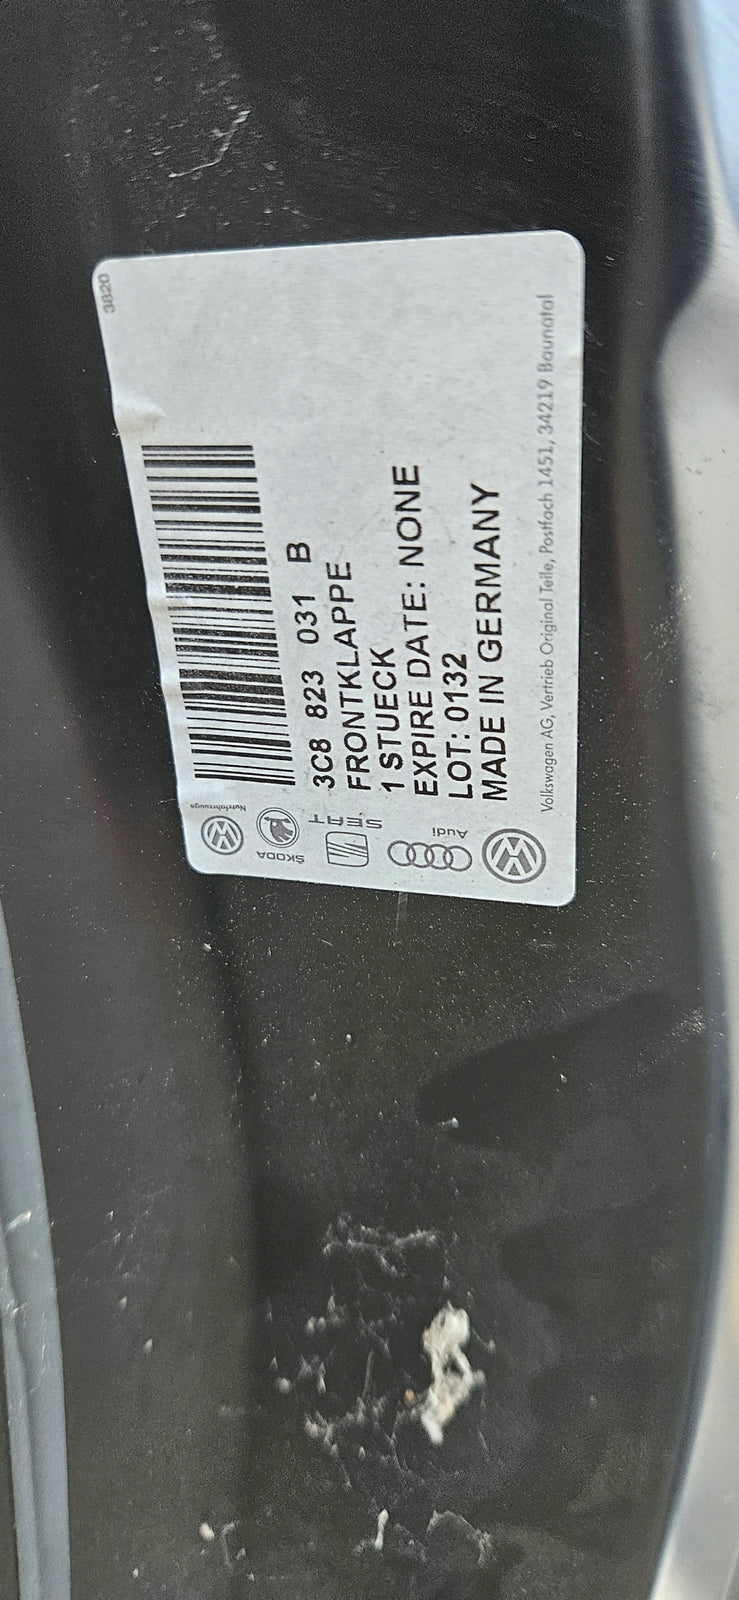 3820
3C8 823 031 B
FRONTKLAPPE
1 STUECK
EXPIRE DATE: NONE
LOT: 0132
MADE IN GERMANY
Volkswagen AG, Vertrieb Original Teile, Postfach 1451, 34219 Baunatal
Nutzfahrzeuge
ŠKODA
SEAT
Audi